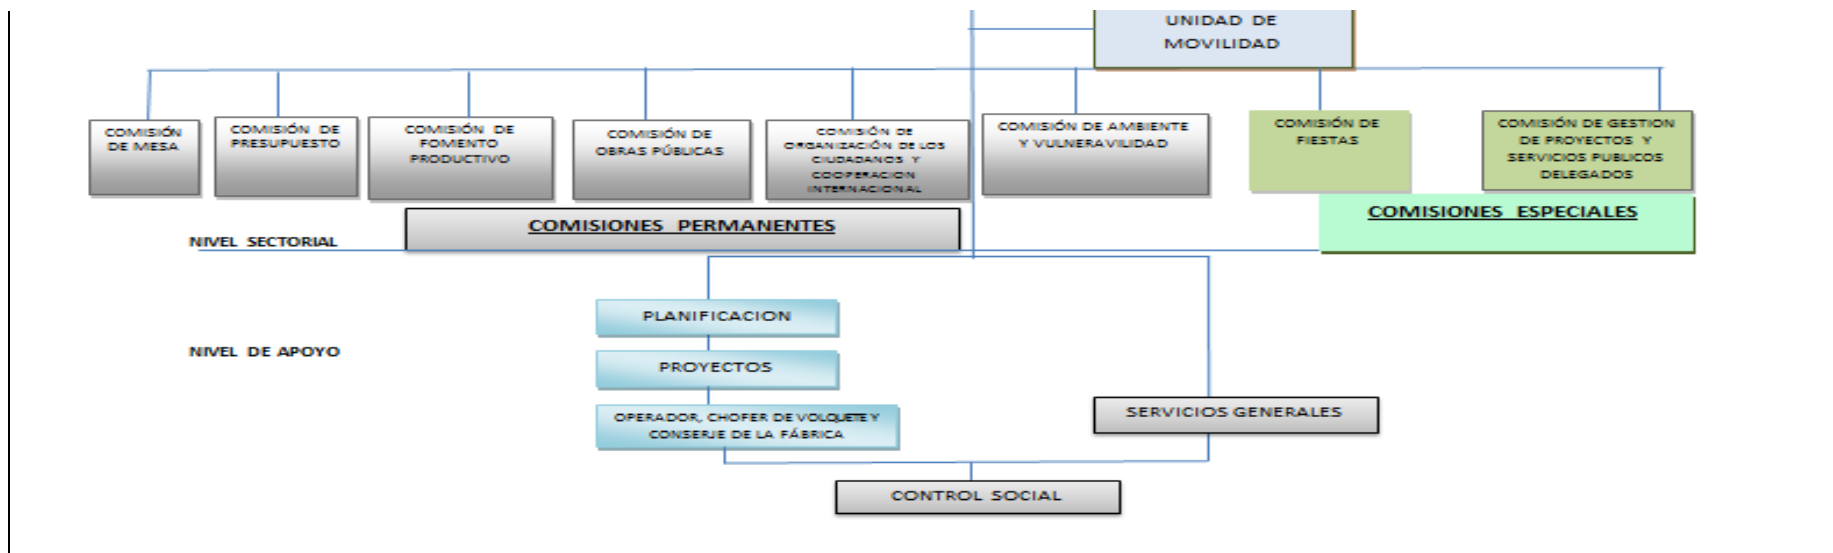 UNIDAD DE
MOVILIDAD
COMISIÓN
DE MESA
COMISIÓN DE
PRESUPUESTO
COMISIÓN DE
FOMENTO
PRODUCTIVO
COMISIÓN DE
OBRAS PÚBLICAS
COMISIÓN DE
ORGANIZACIÓN DE LOS
CIUDADANOS Y
COOPERACION
INTERNACIONAL
COMISIÓN DE AMBIENTE
Y VULNERAVILIDAD
COMISIÓN DE
FIESTAS
COMISIÓN DE GESTION
DE PROYECTOS Y
SERVICIOS PUBLICOS
DELEGADOS
COMISIONES PERMANENTES
COMISIONES ESPECIALES
NIVEL SECTORIAL
PLANIFICACION
NIVEL DE APOYO
PROYECTOS
OPERADOR, CHOFER DE VOLQUETE Y
CONSERJE DE LA FÁBRICA
SERVICIOS GENERALES
CONTROL SOCIAL